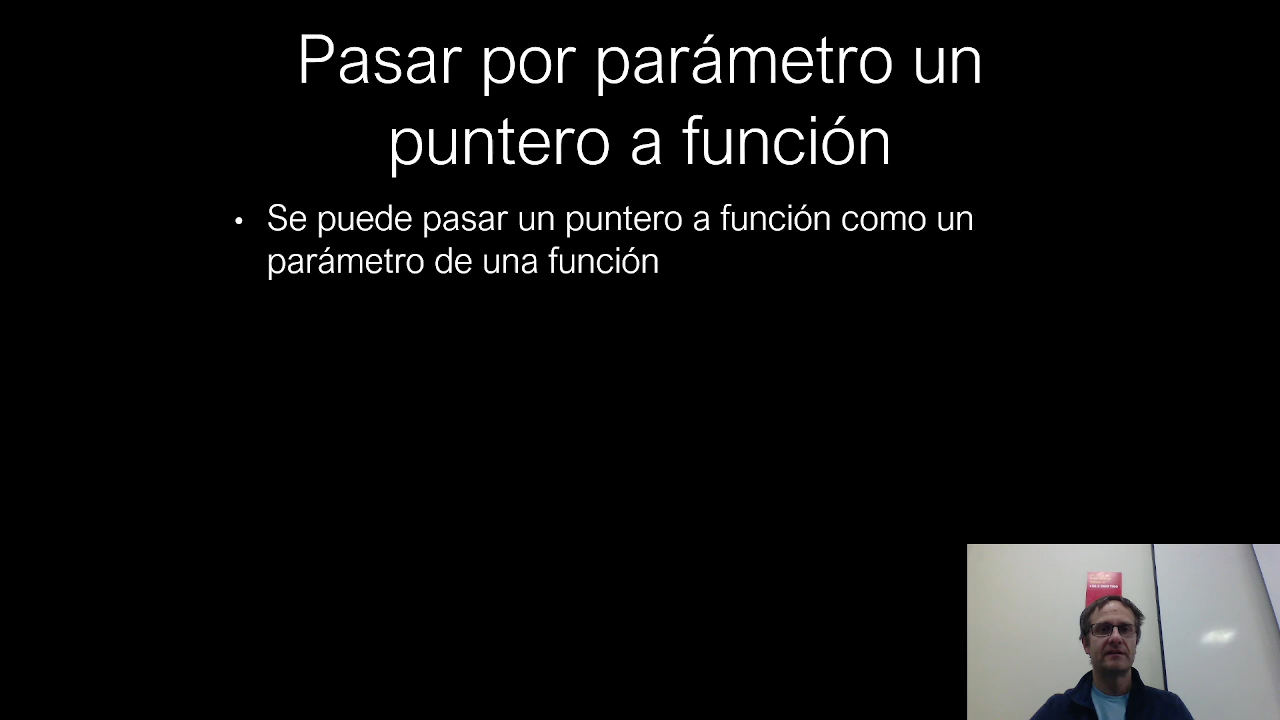 Pasar por parámetro un
puntero a función
• Se puede pasar un puntero a función como un
parámetro de una función